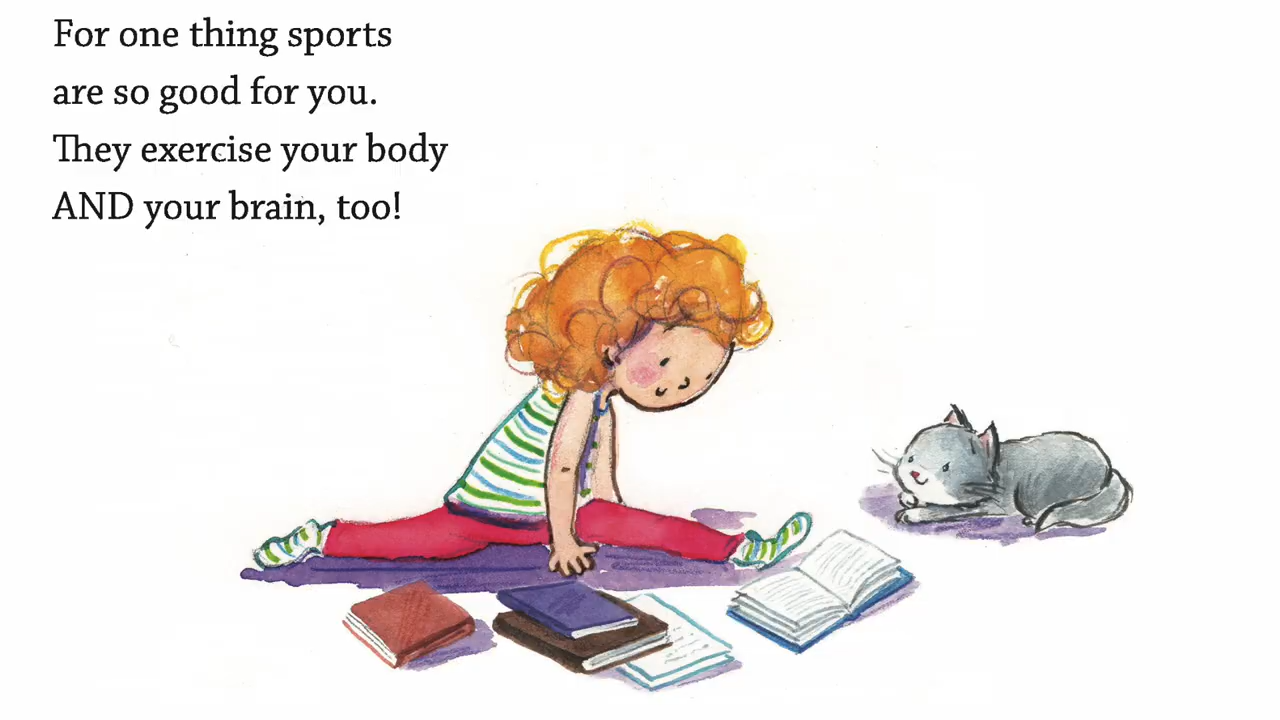 For one thing sports
are so good for you.
They exercise your body
AND your brain, too!